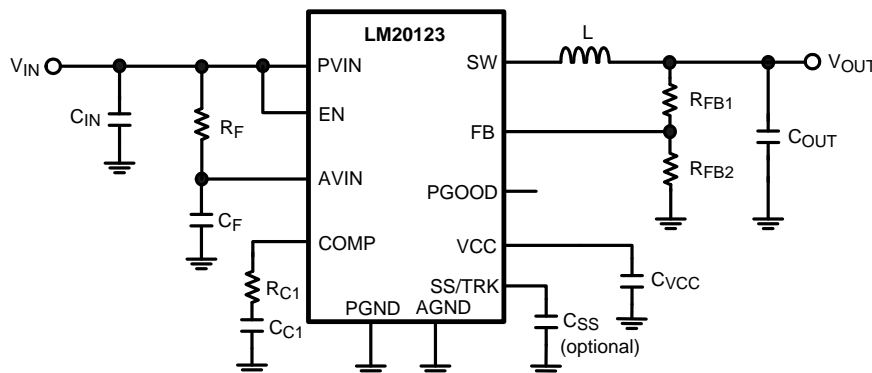 LM20123
L
VIN
PVIN
SW
VOUT
CIN
RF
EN
RFB1
FB
COUT
AVIN
RFB2
PGOOD
CF
COMP
VCC
RC1
SS/TRK
CVCC
PGND
AGND
CC1
CSS
(optional)